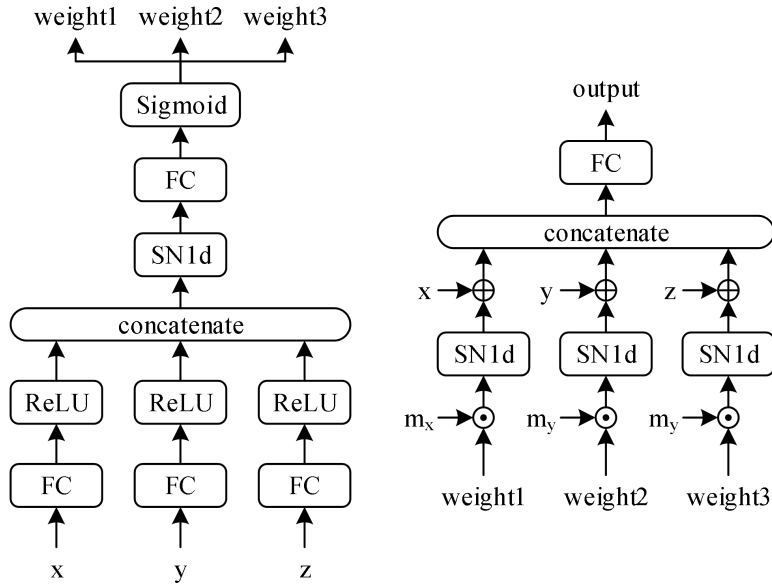 weight1 weight2 weight3
Sigmoid
FC
SN1d
concatenate
ReLU ReLU ReLU
FC FC FC
x y z
output
FC
concatenate
x y z
SN1d SN1d SN1d
mx my my
weight1 weight2 weight3